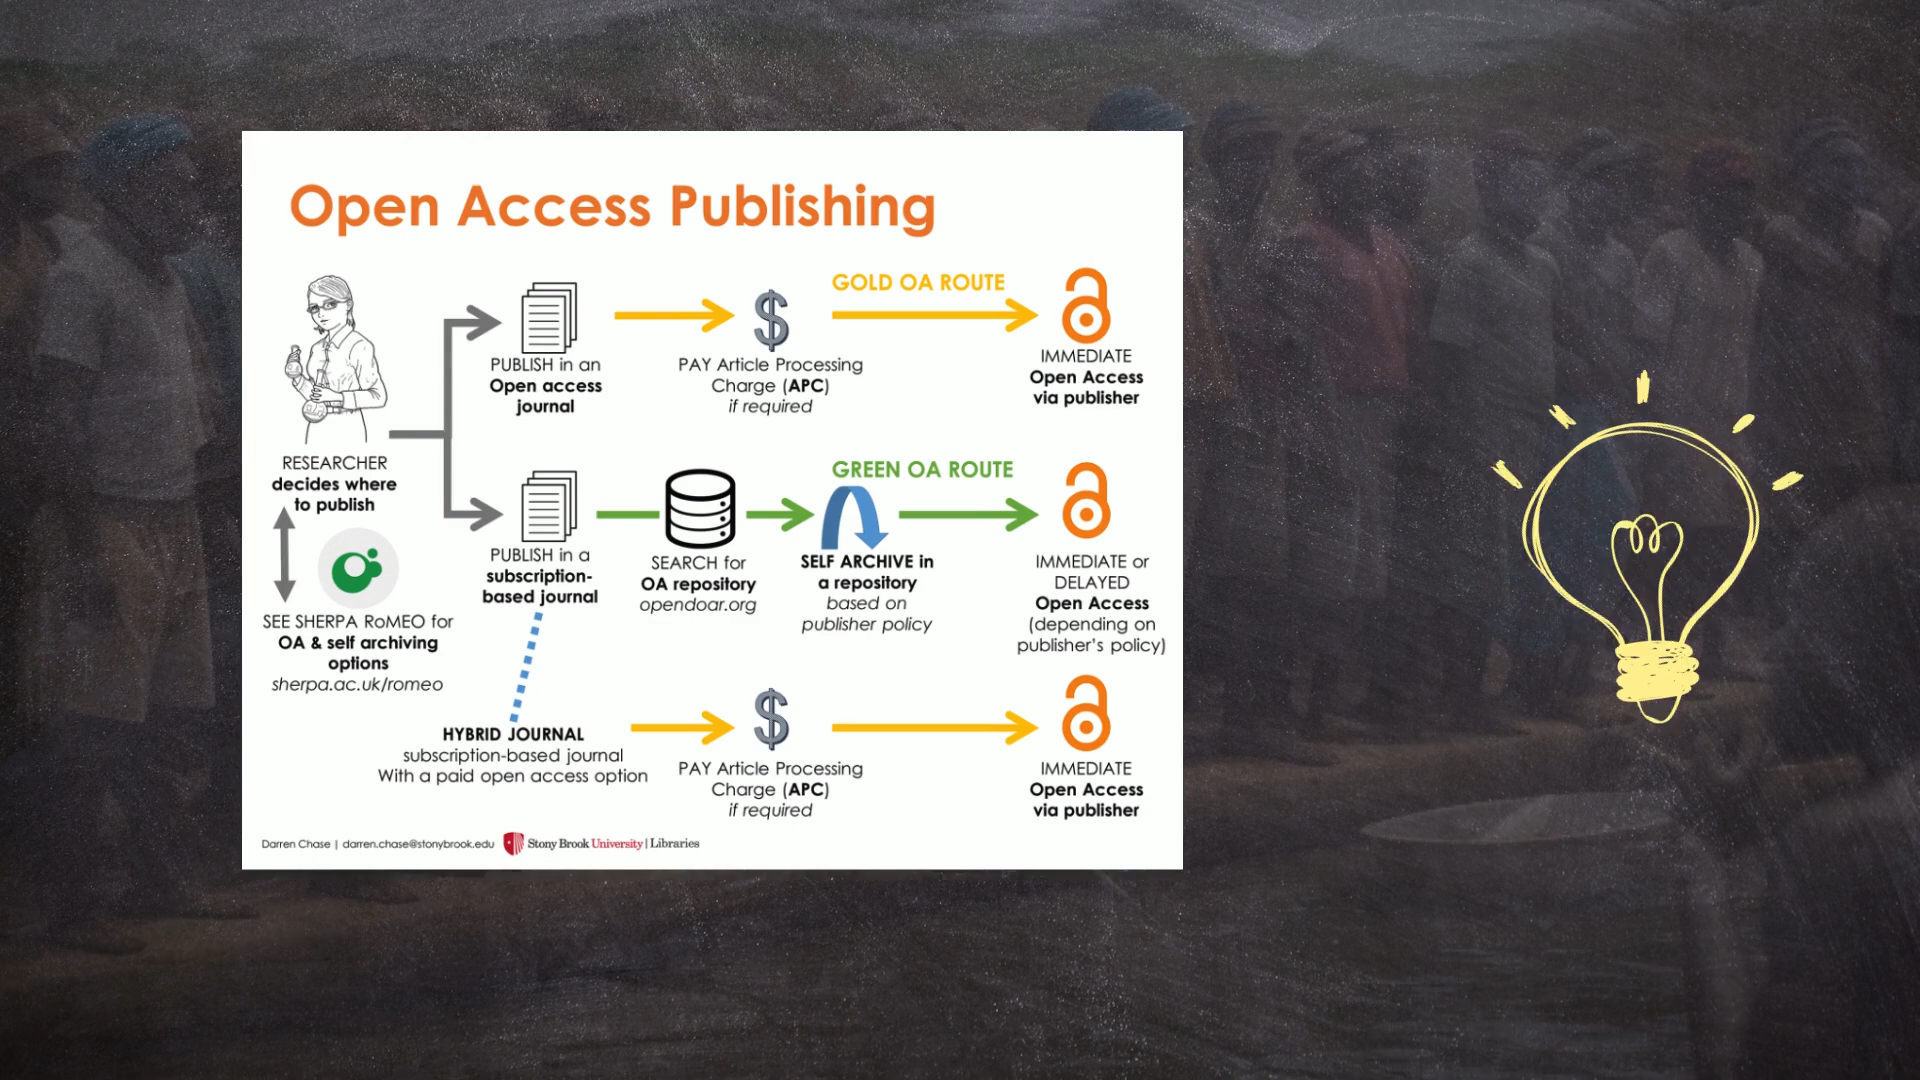 Open Access Publishing
GOLD OA ROUTE
PUBLISH in an
Open access
journal
PAY Article Processing
Charge (APC)
if required
IMMEDIATE
Open Access
via publisher
RESEARCHER
decides where
to publish
SEE SHERPA RoMEO for
OA & self archiving
options
sherpa.ac.uk/romeo
GREEN OA ROUTE
PUBLISH in a
subscription-
based journal
SEARCH for
OA repository
opendoar.org
SELF ARCHIVE in
a repository
based on
publisher policy
IMMEDIATE or
DELAYED
Open Access
(depending on
publisher's policy)
HYBRID JOURNAL
subscription-based journal
With a paid open access option
PAY Article Processing
Charge (APC)
if required
IMMEDIATE
Open Access
via publisher
Darren Chase | darren.chase@stonybrook.edu Stony Brook University | Libraries